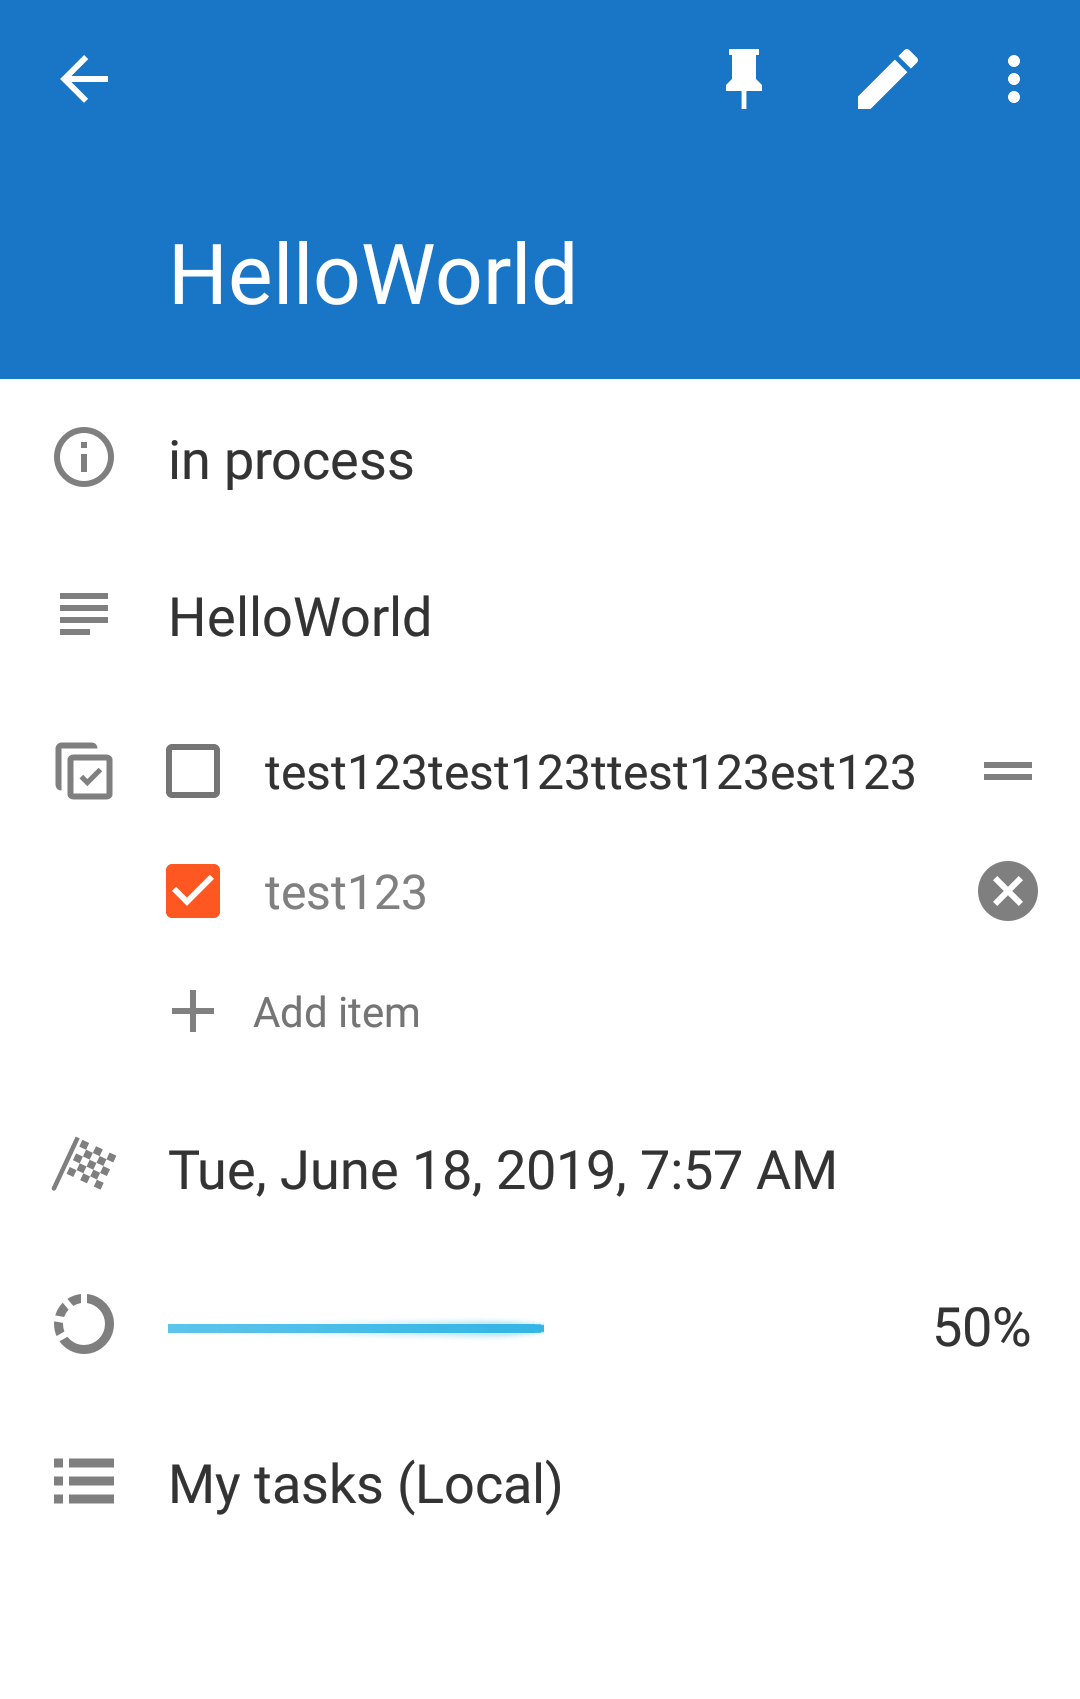 HelloWorld
in process
HelloWorld
test123test123ttest123est123
test123
Add item
Tue, June 18, 2019, 7:57 AM
50%
My tasks (Local)